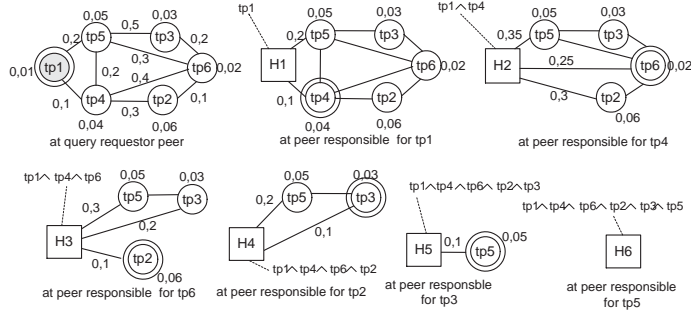 0,05
0,5
0,03
tp5
tp3
0,2
0,2
0,01
tp1
0,3
tp6
0,02
0,2
0,4
0,1
0,1
tp4
0,3
tp2
0,04
0,06
at query requestor peer
tp1
0,05
0,03
tp5
tp3
0,2
H1
tp6
0,02
0,1
tp4
tp2
0,04
0,06
at peer responsible for tp1
tp1^tp4
0,05
0,03
0,35
tp5
tp3
H2
0,25
tp6
0,02
0,3
tp2
0,06
at peer responsible for tp4
tp1^ tp4^ tp6
0,05
0,03
tp5
tp3
0,3
0,2
H3
0,1
tp2
0,06
at peer responsible for tp6
0,05
0,03
tp5
tp3
0,2
H4
0,1
tp1^tp4^ tp6^ tp2
at peer responsible for tp2
tp1^tp4^tp6^ tp2^tp3
H5
0,1
tp5
0,05
at peer responsble
for tp3
tp1^tp4^ tp6^tp2^ tp3^ tp5
H6
at peer responsible
for tp5